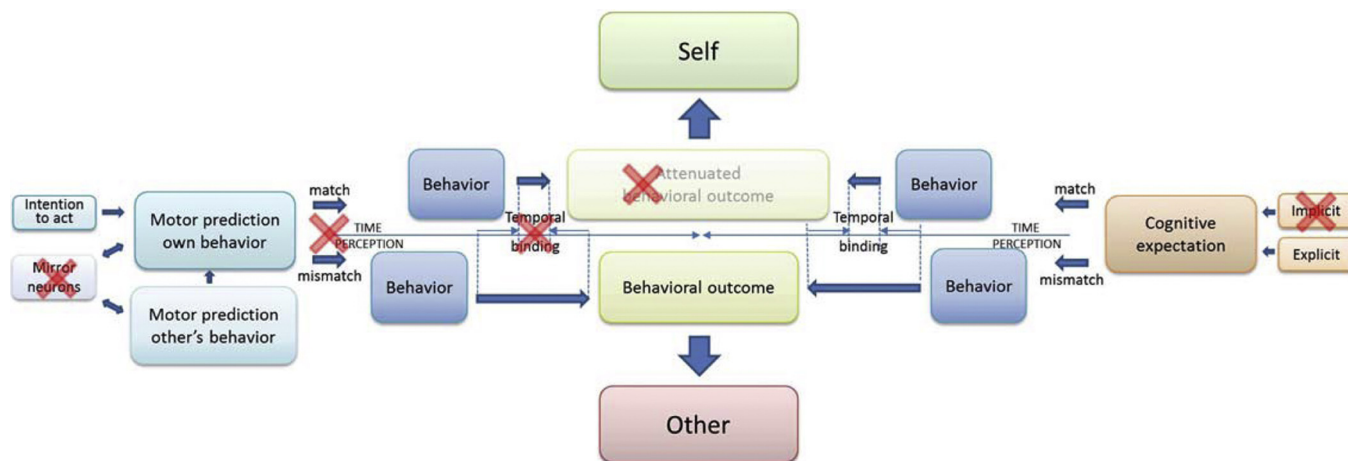 Self
Behavior
Attenuated
behavioral outcome
Behavior
match
match
Intention
to act
Motor prediction
own behavior
TIME
PERCEPTION
Temporal
binding
Temporal
binding
TIME
PERCEPTION
Cognitive
expectation
Implicit
Explicit
Mirror
neurons
mismatch
mismatch
Behavior
Behavioral outcome
Behavior
Motor prediction
other's behavior
Other